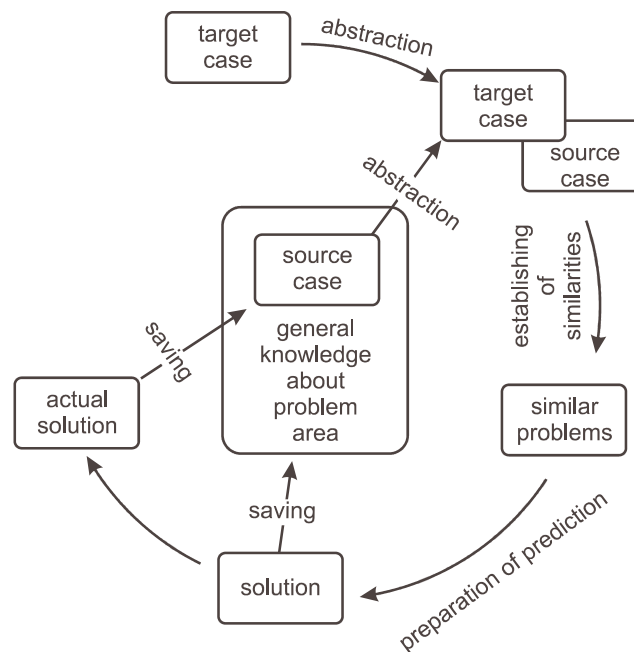 target
case
abstraction
target
case
source
case
abstraction
source
case
general
knowledge
about
problem
area
establishing
of
similarities
saving
actual
solution
similar
problems
saving
solution
preparation of prediction